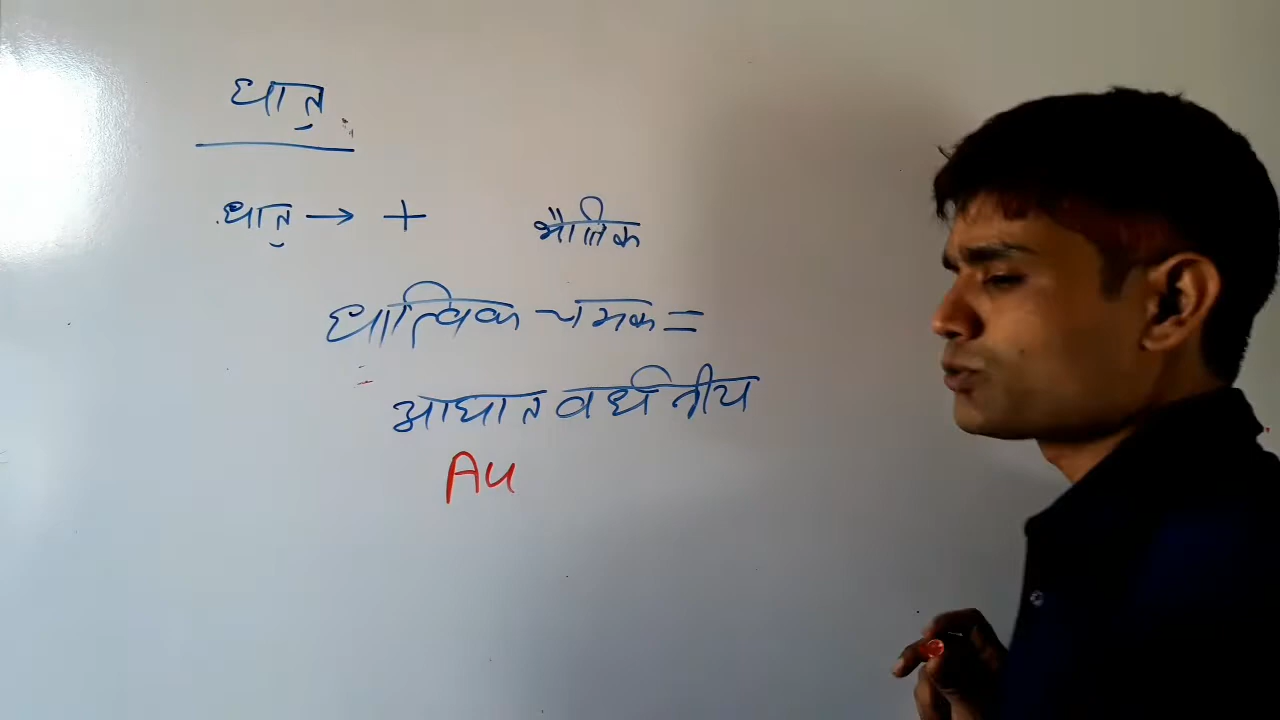 धातु
धातु → + भौतिक
धात्विक चमक =
आघातवर्धनीय
Au